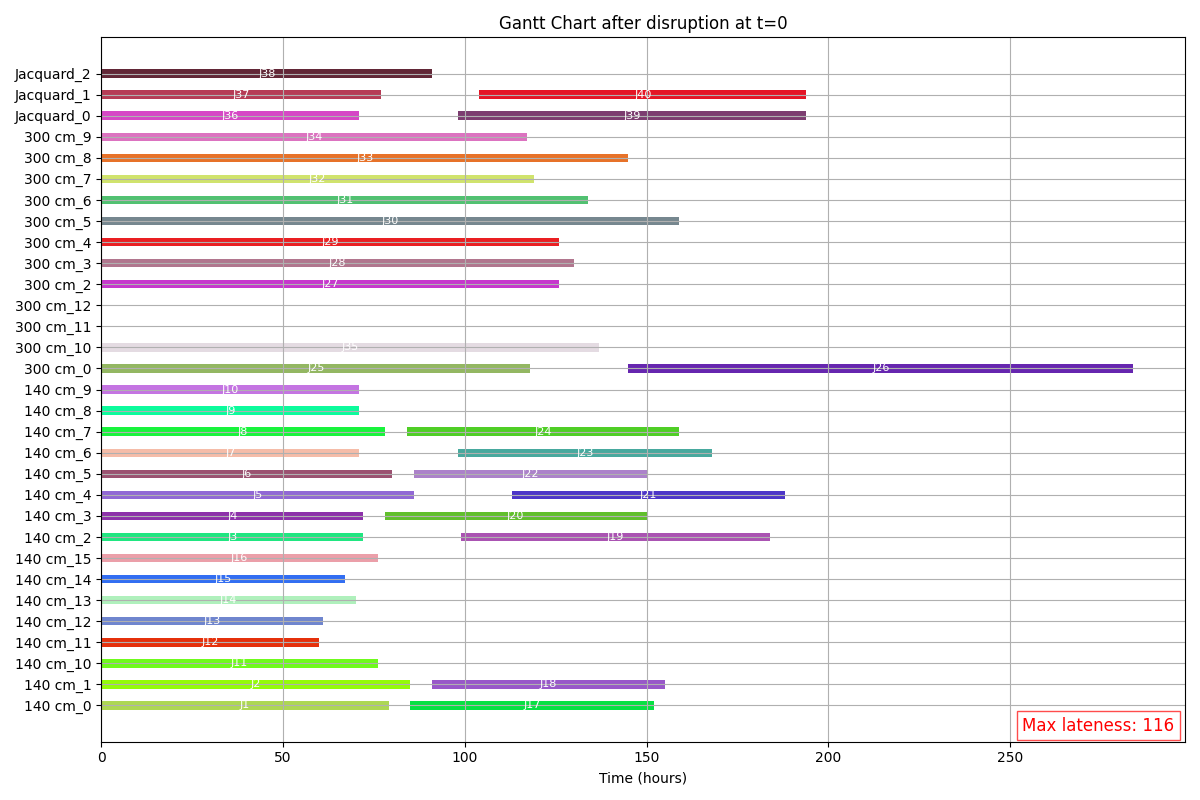 Gantt Chart after disruption at t=0
Jacquard_2 J38
Jacquard_1 J37 J40
Jacquard_0 J36 J39
300 cm_9 J34
300 cm_8 J33
300 cm_7 J32
300 cm_6 J31
300 cm_5 J30
300 cm_4 J29
300 cm_3 J28
300 cm_2 J27
300 cm_12
300 cm_11
300 cm_10 J35
300 cm_0 J25 J26
140 cm_9 J10
140 cm_8 J9
140 cm_7 J8 J24
140 cm_6 J7 J23
140 cm_5 J6 J22
140 cm_4 J5 J21
140 cm_3 J4 J20
140 cm_2 J3 J19
140 cm_15 J16
140 cm_14 J15
140 cm_13 J14
140 cm_12 J13
140 cm_11 J12
140 cm_10 J11
140 cm_1 J2 J18
140 cm_0 J1 J17
Max lateness: 116
0 50 100 150 200 250
Time (hours)